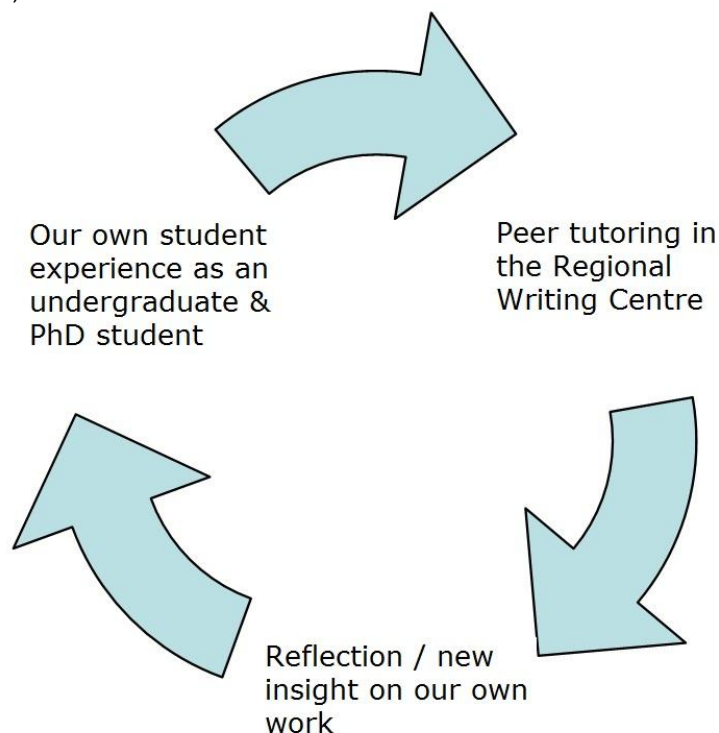 Our own student
experience as an
undergraduate &
PhD student
Peer tutoring in
the Regional
Writing Centre
Reflection / new
insight on our own
work